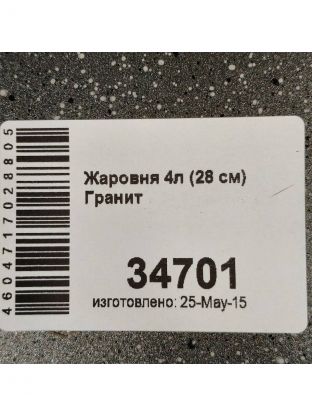 Жаровня 4л (28 см)
Гранит
34701
изготовлено: 25-May-15
4604717028805